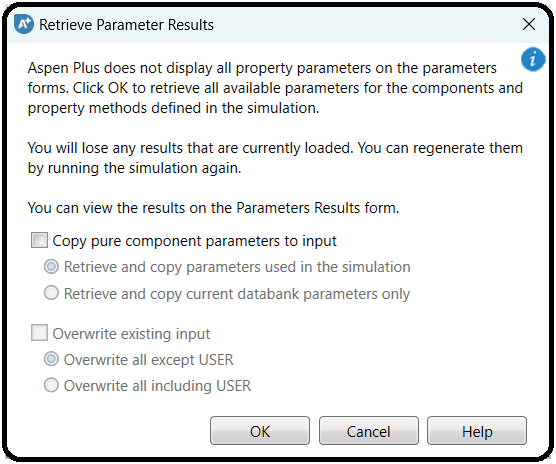 A+ Retrieve Parameter Results
Aspen Plus does not display all property parameters on the parameters
forms. Click OK to retrieve all available parameters for the components and
property methods defined in the simulation.
i
You will lose any results that are currently loaded. You can regenerate them
by running the simulation again.
You can view the results on the Parameters Results form.
Copy pure component parameters to input
Retrieve and copy parameters used in the simulation
Retrieve and copy current databank parameters only
Overwrite existing input
Overwrite all except USER
Overwrite all including USER
OK Cancel Help